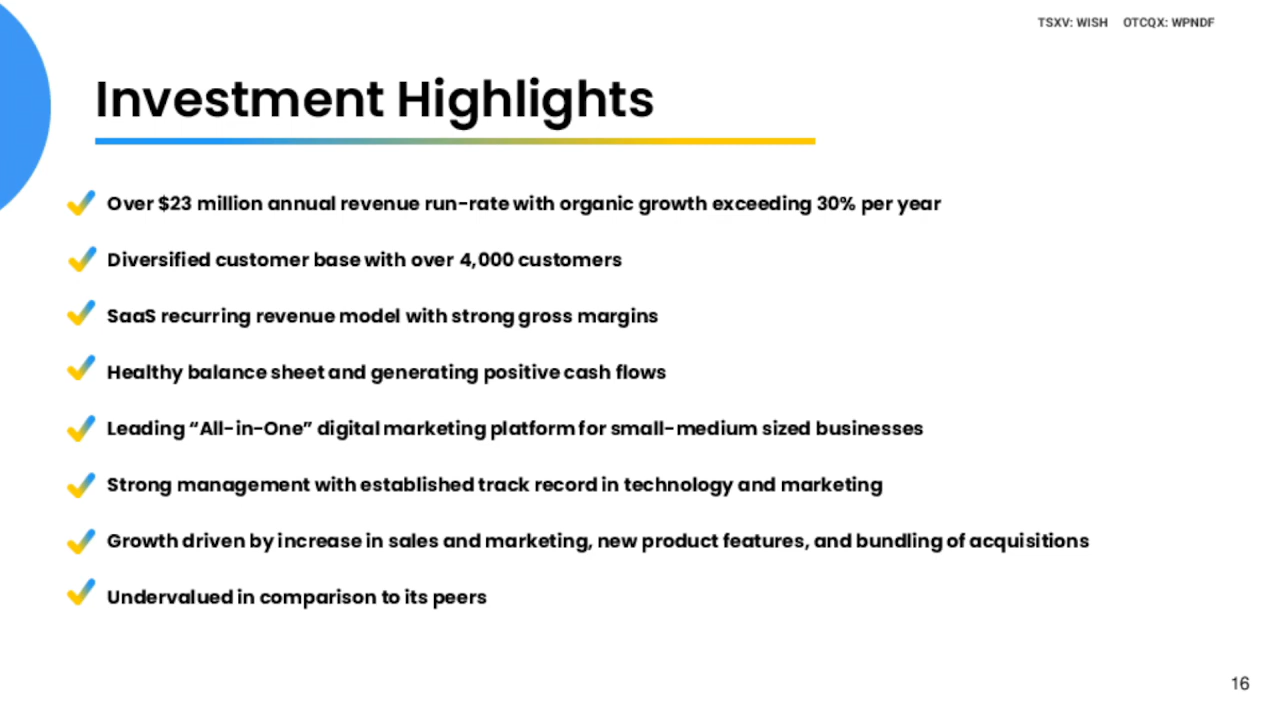 TSXV: WISH OTCQX: WPNDF
Investment Highlights
Over $23 million annual revenue run-rate with organic growth exceeding 30% per year
Diversified customer base with over 4,000 customers
SaaS recurring revenue model with strong gross margins
Healthy balance sheet and generating positive cash flows
Leading “All-in-One” digital marketing platform for small-medium sized businesses
Strong management with established track record in technology and marketing
Growth driven by increase in sales and marketing, new product features, and bundling of acquisitions
Undervalued in comparison to its peers
16